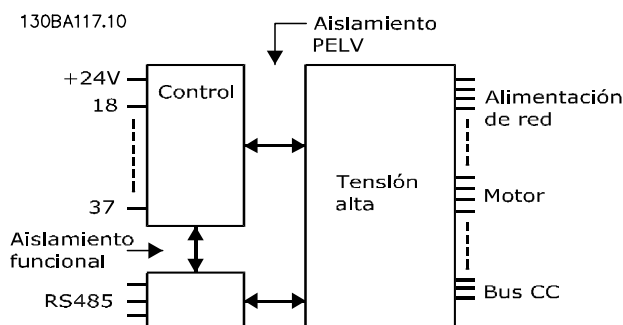 130BA117.10
Aislamiento
PELV
+24V
18
37
Control
Tensión
alta
Alimentación
de red
Motor
Bus CC
Aislamiento
funcional
RS485